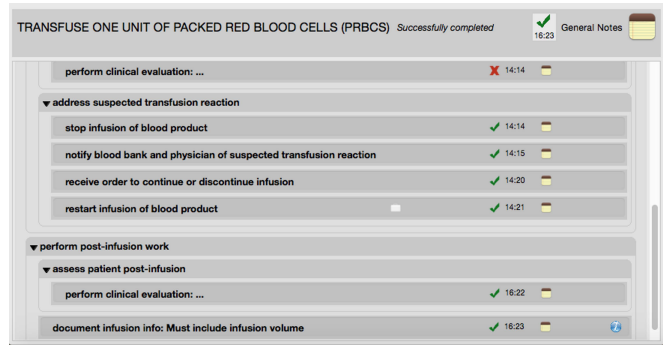 TRANSFUSE ONE UNIT OF PACKED RED BLOOD CELLS (PRBCS) Successfully completed 16:23 General Notes
perform clinical evaluation: ... 14:14
address suspected transfusion reaction
stop infusion of blood product 14:14
notify blood bank and physician of suspected transfusion reaction 14:15
receive order to continue or discontinue infusion 14:20
restart infusion of blood product 14:21
perform post-infusion work
assess patient post-infusion
perform clinical evaluation: ... 16:22
document infusion info: Must include infusion volume 16:23